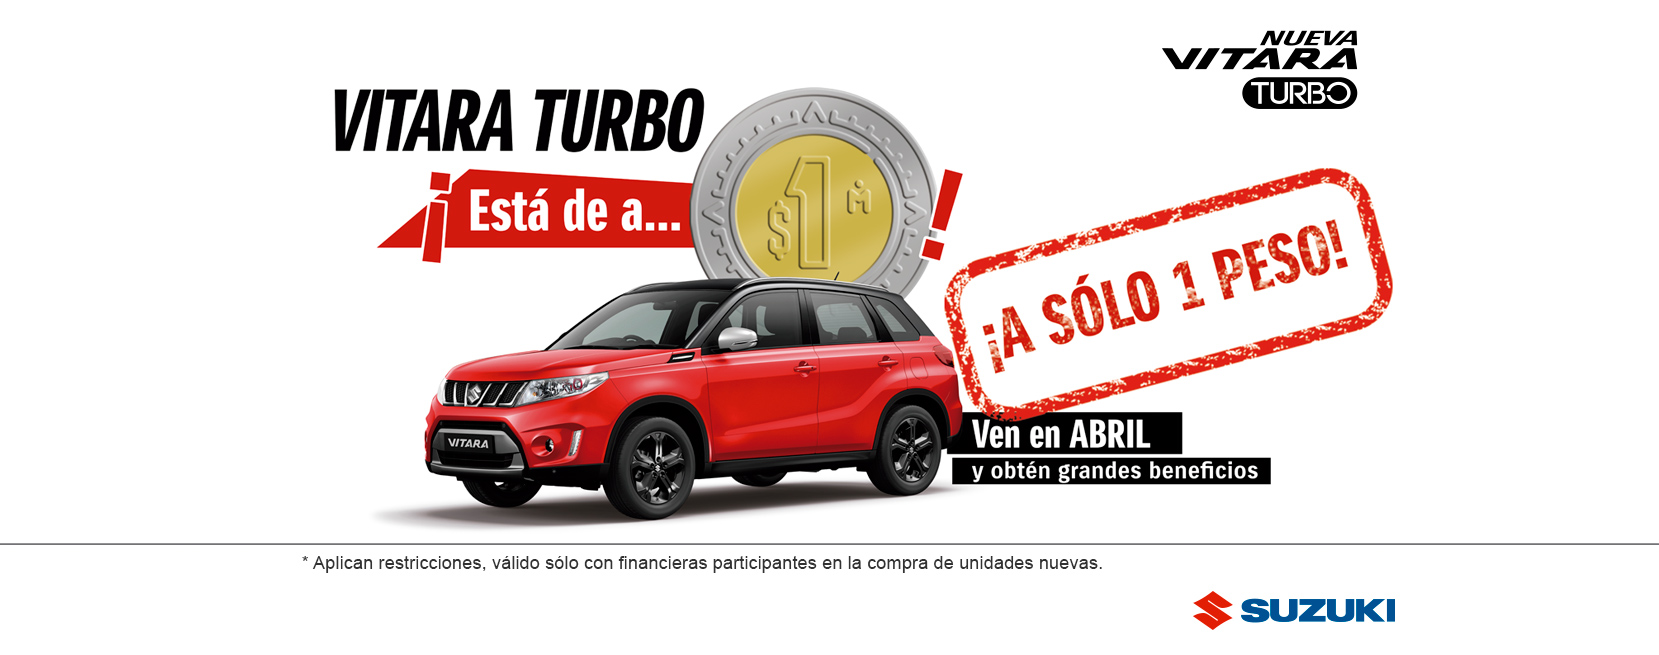 NUEVA
VITARA
TURBO
VITARA TURBO
¡Está de a...
$1 M
!
¡A SÓLO 1 PESO!
VITARA
Ven en ABRIL
y obtén grandes beneficios
* Aplican restricciones, válido sólo con financieras participantes en la compra de unidades nuevas.
SUZUKI